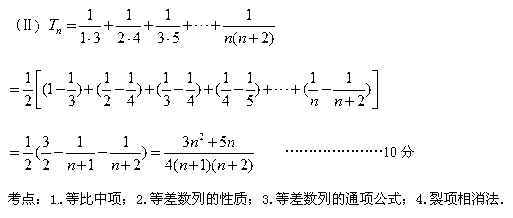 (Ⅱ) Tₙ = 1/(1·3) + 1/(2·4) + 1/(3·5) + ⋯ + 1/(n(n+2))
= 1/2[(1 − 1/3) + (1/2 − 1/4) + (1/3 − 1/4) + (1/4 − 1/5) + ⋯ + (1/n − 1/(n+2))]
= 1/2(3/2 − 1/(n+1) − 1/(n+2)) = (3n² + 5n)/(4(n+1)(n+2)) …………………10 分
考点：1.等比中项；2.等差数列的性质；3.等差数列的通项公式；4.裂项相消法.